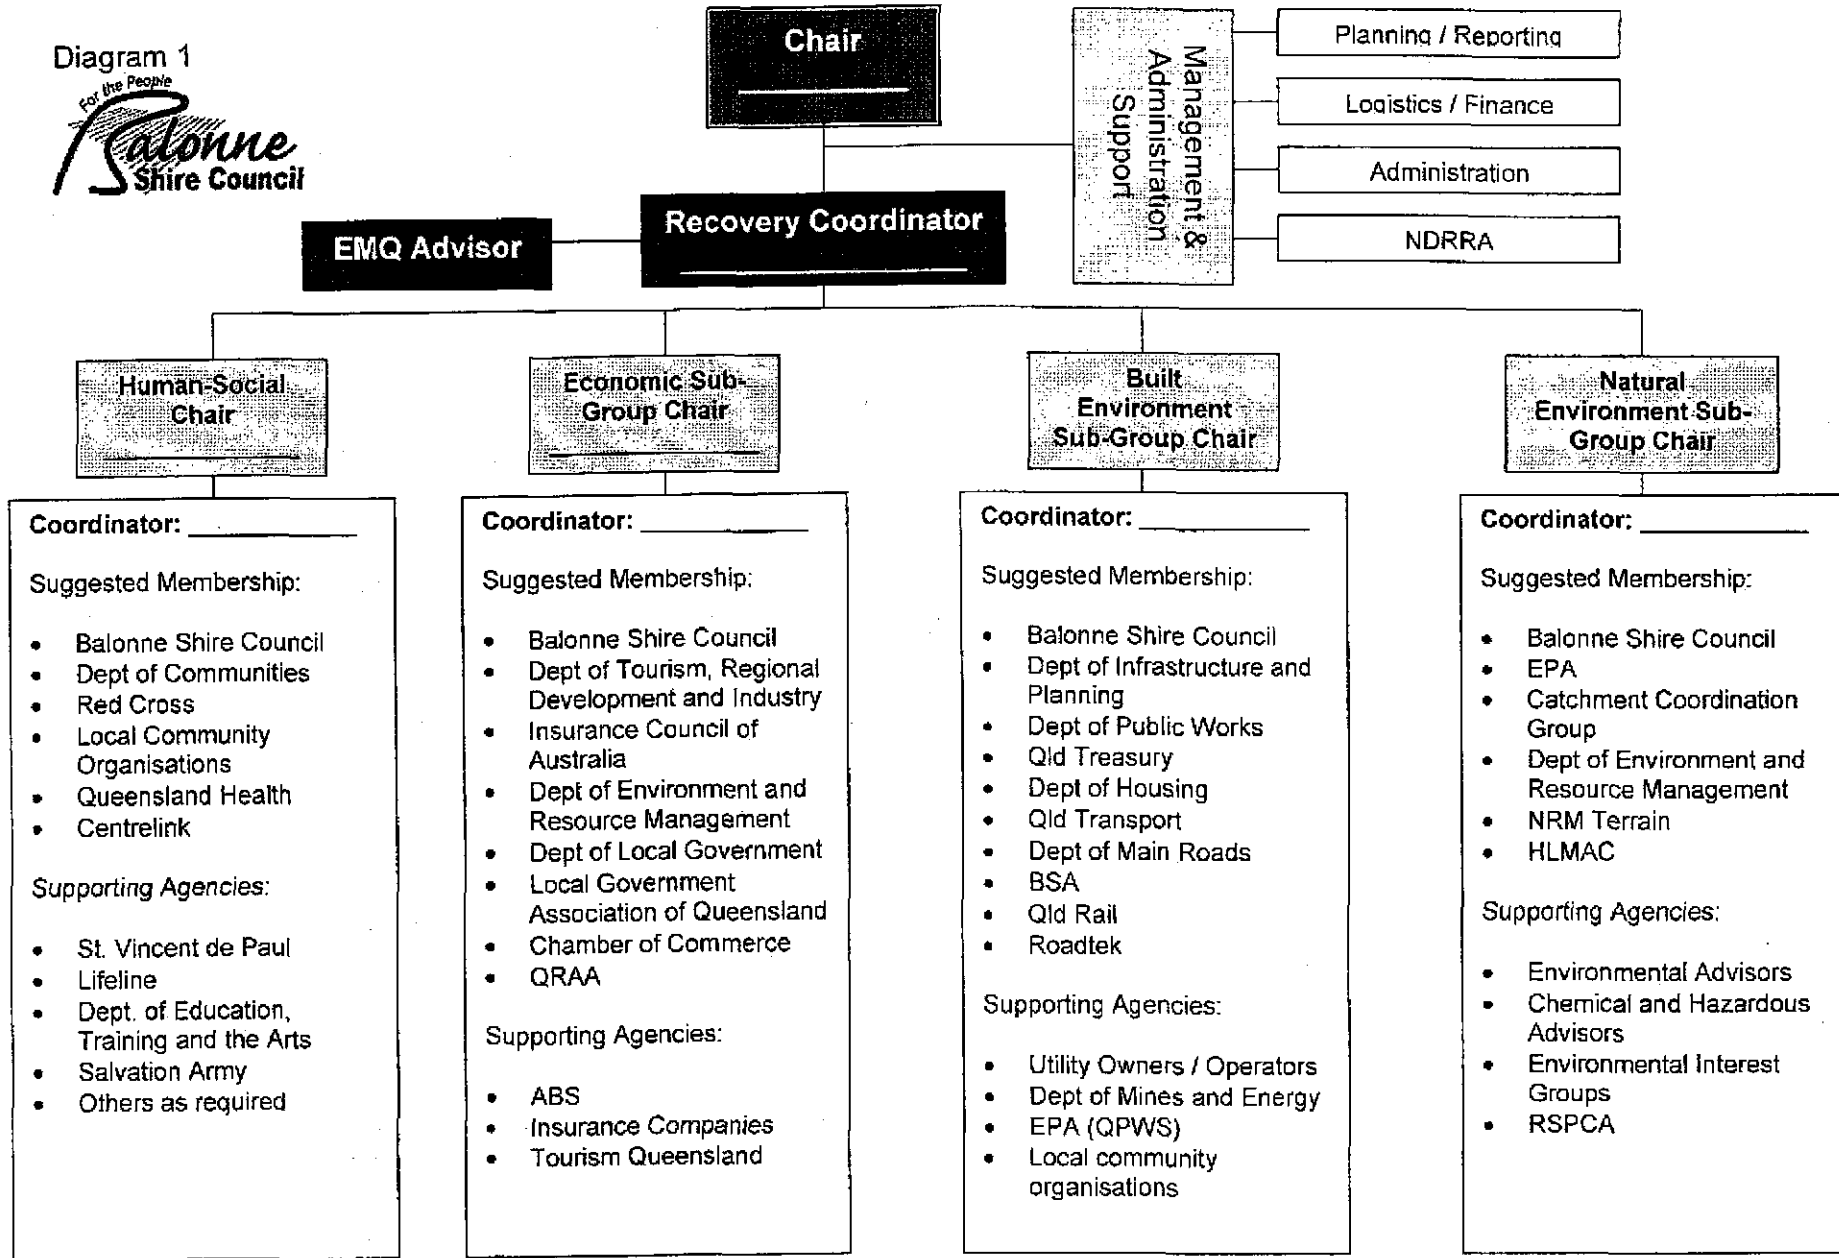 Diagram 1
For the People
Balonne
Shire Council
Chair
Management &
Administration
Support
Planning / Reporting
Logistics / Finance
Administration
NDRRA
EMQ Advisor
Recovery Coordinator
Human-Social
Chair
Economic Sub-
Group Chair
Built
Environment
Sub-Group Chair
Natural
Environment Sub-
Group Chair
Coordinator:
Suggested Membership:
• Balonne Shire Council
• Dept of Communities
• Red Cross
• Local Community
Organisations
• Queensland Health
• Centrelink
Supporting Agencies:
• St. Vincent de Paul
• Lifeline
• Dept. of Education,
Training and the Arts
• Salvation Army
• Others as required
Coordinator:
Suggested Membership:
• Balonne Shire Council
• Dept of Tourism, Regional
Development and Industry
• Insurance Council of
Australia
• Dept of Environment and
Resource Management
• Dept of Local Government
• Local Government
Association of Queensland
• Chamber of Commerce
• QRAA
Supporting Agencies:
• ABS
• Insurance Companies
• Tourism Queensland
Coordinator:
Suggested Membership:
• Balonne Shire Council
• Dept of Infrastructure and
Planning
• Dept of Public Works
• Qld Treasury
• Dept of Housing
• Qld Transport
• Dept of Main Roads
• BSA
• Qld Rail
• Roadtek
Supporting Agencies:
• Utility Owners / Operators
• Dept of Mines and Energy
• EPA (QPWS)
• Local community
organisations
Coordinator:
Suggested Membership:
• Balonne Shire Council
• EPA
• Catchment Coordination
Group
• Dept of Environment and
Resource Management
• NRM Terrain
• HLMAC
Supporting Agencies:
• Environmental Advisors
• Chemical and Hazardous
Advisors
• Environmental Interest
Groups
• RSPCA